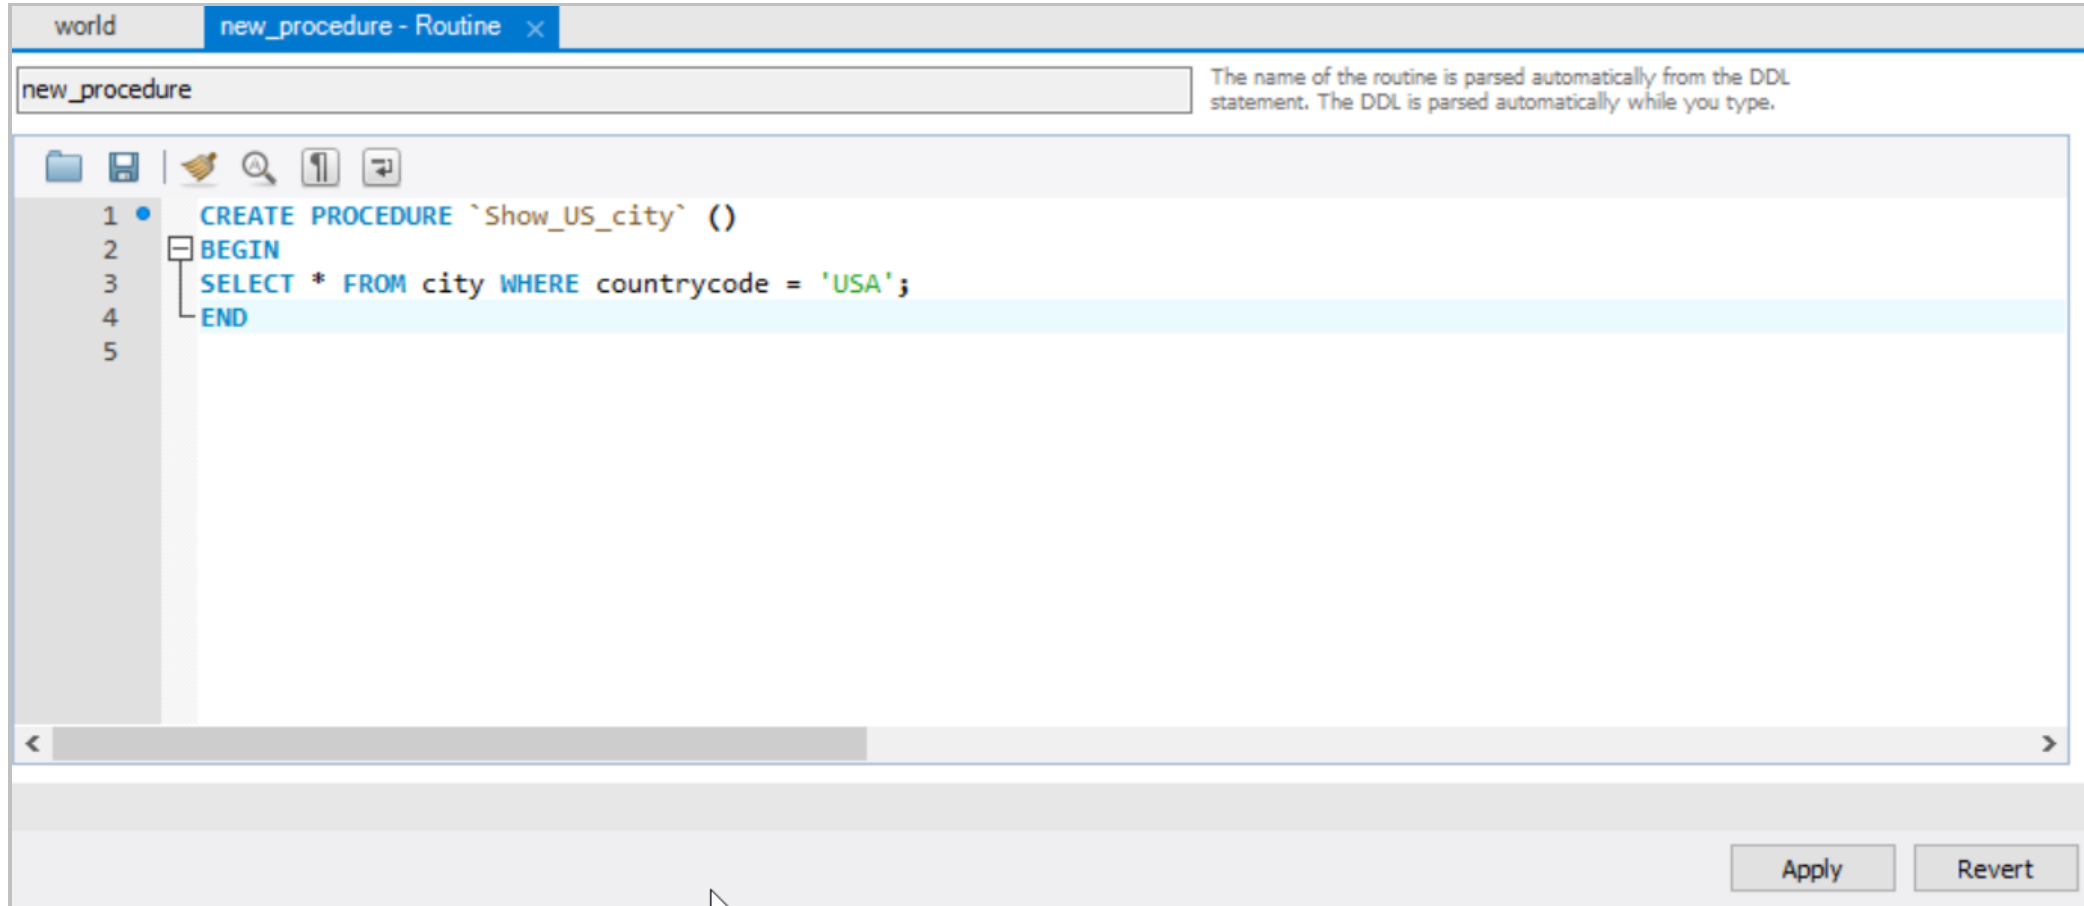 world
new_procedure - Routine
new_procedure
The name of the routine is parsed automatically from the DDL
statement. The DDL is parsed automatically while you type.
1 CREATE PROCEDURE `Show_US_city` ()
2 BEGIN
3 SELECT * FROM city WHERE countrycode = 'USA';
4 END
5
Apply
Revert